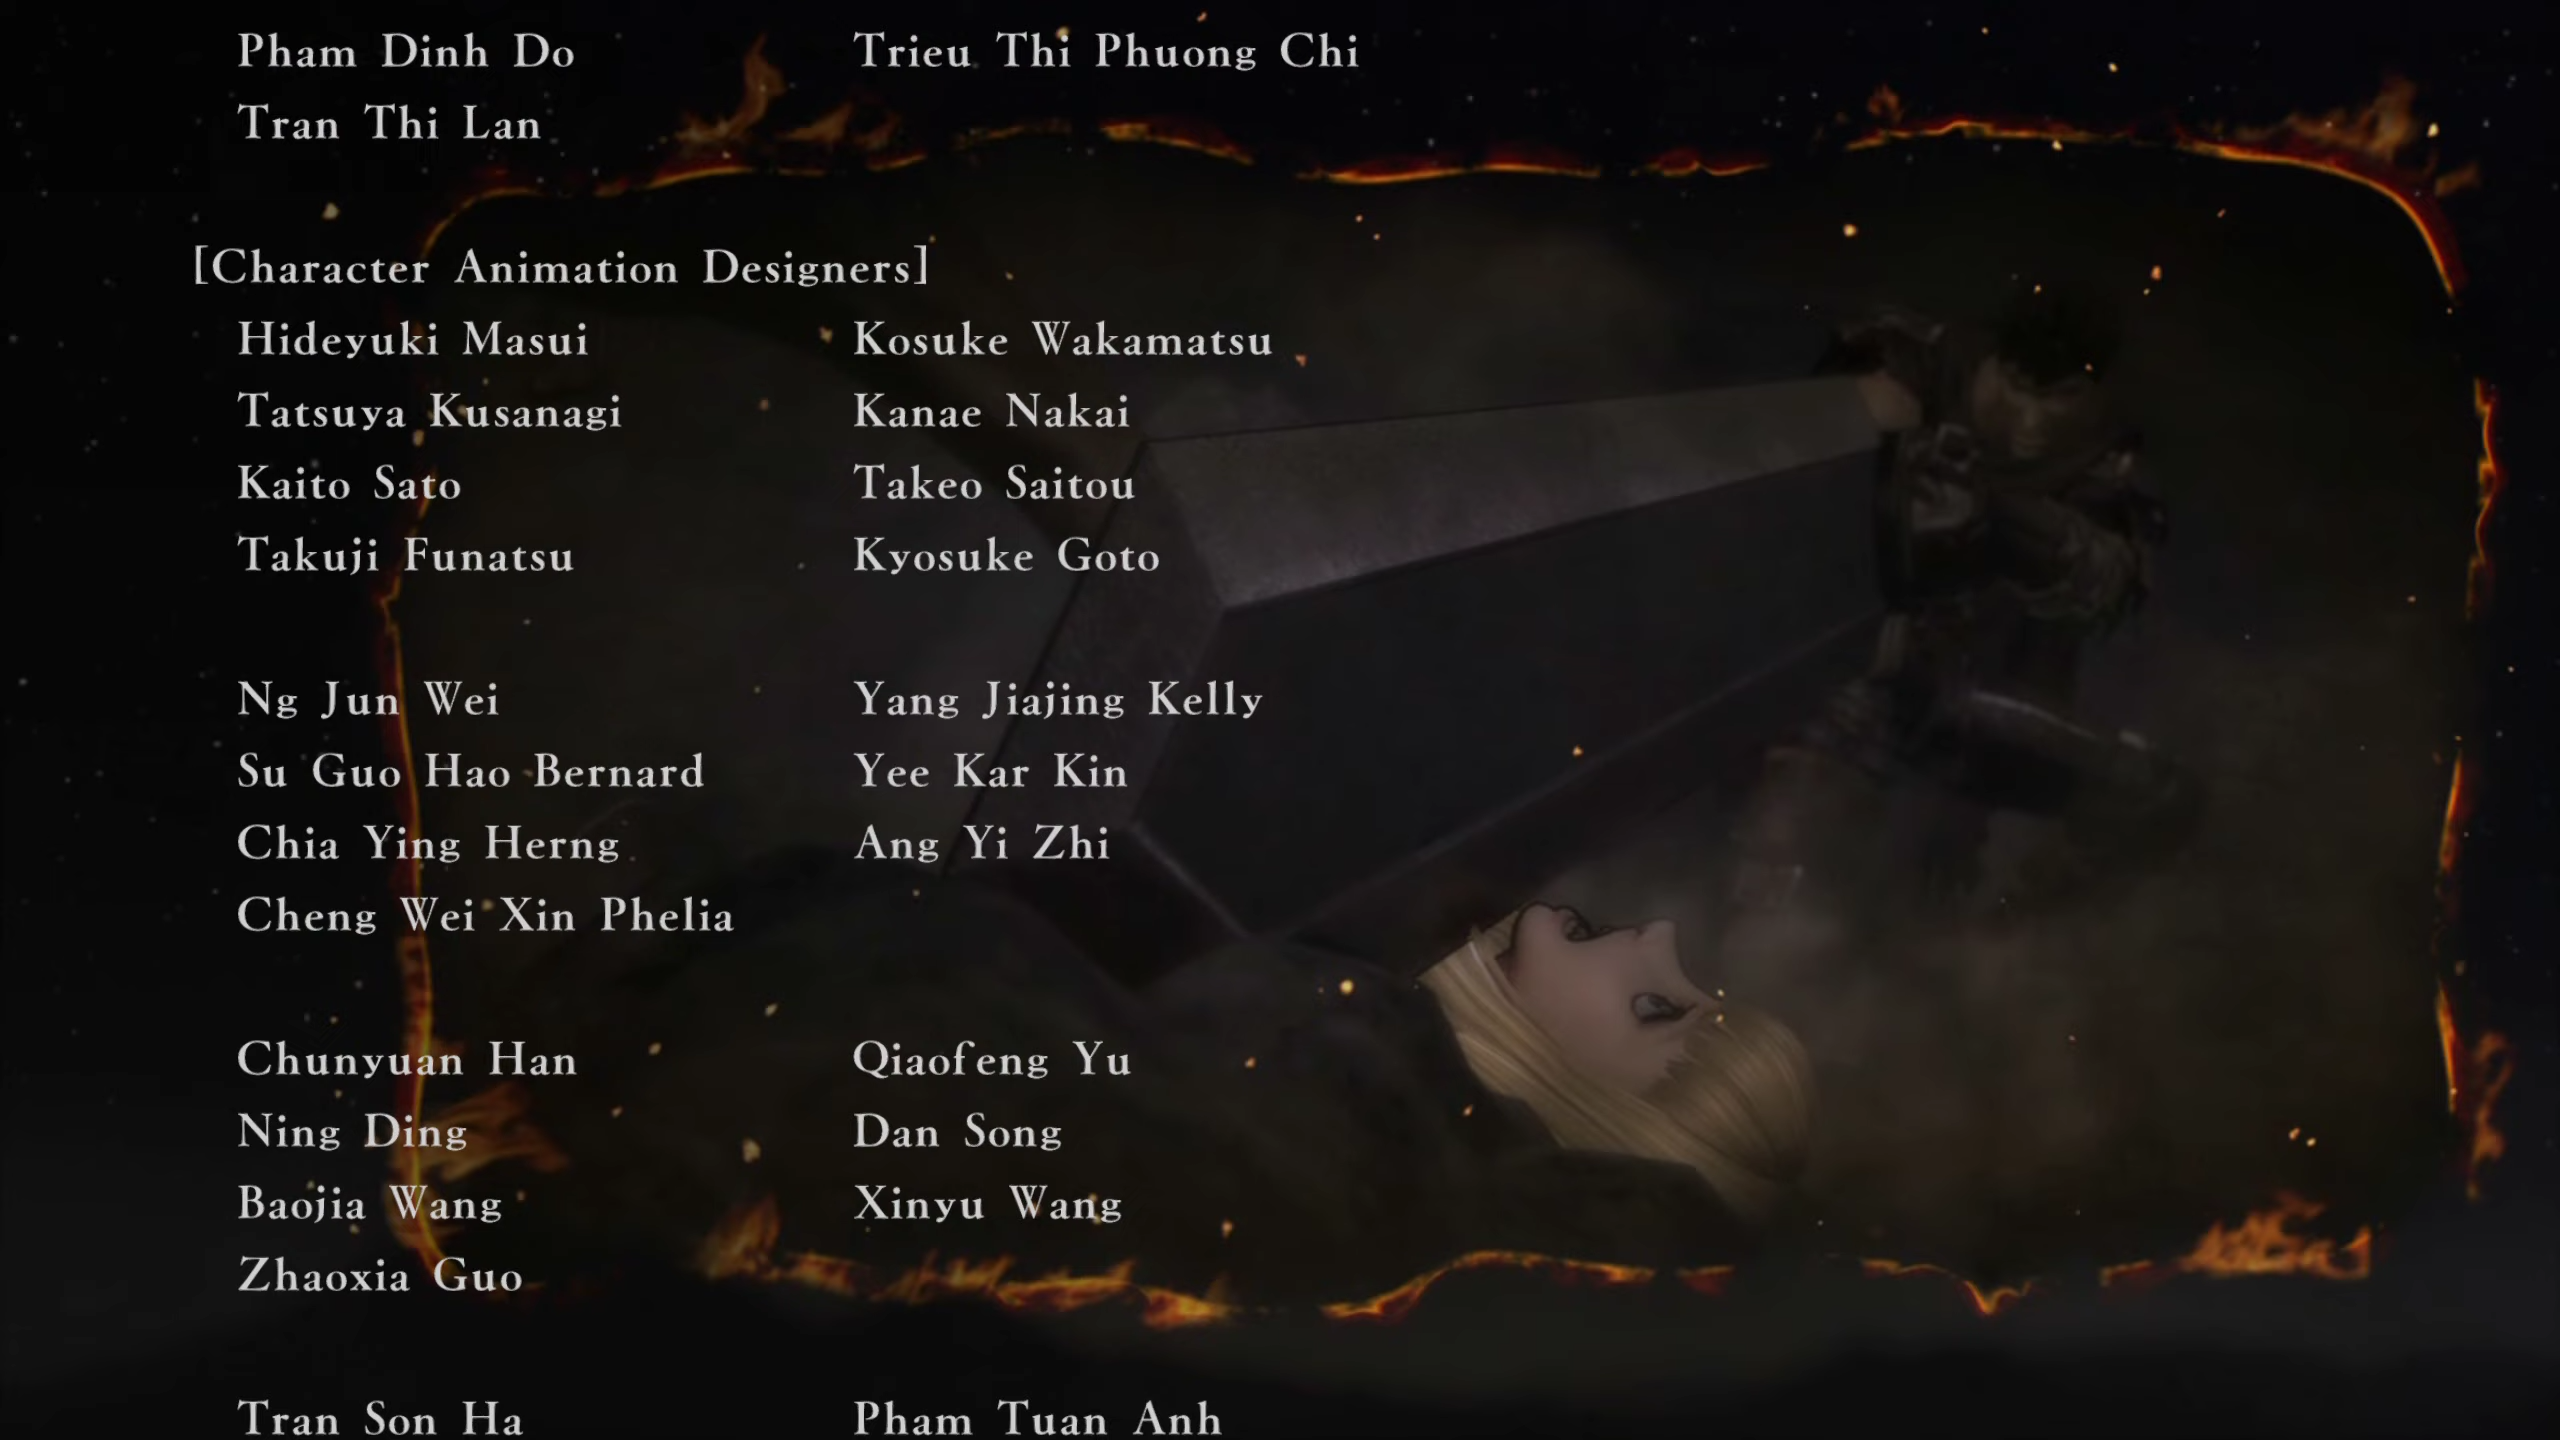 Pham Dinh Do Trieu Thi Phuong Chi
Tran Thi Lan
[Character Animation Designers]
Hideyuki Masui Kosuke Wakamatsu
Tatsuya Kusanagi Kanae Nakai
Kaito Sato Takeo Saitou
Takuji Funatsu Kyosuke Goto
Ng Jun Wei Yang Jiajing Kelly
Su Guo Hao Bernard Yee Kar Kin
Chia Ying Herng Ang Yi Zhi
Cheng Wei Xin Phelia
Chunyuan Han Qiaofeng Yu
Ning Ding Dan Song
Baojia Wang Xinyu Wang
Zhaoxia Guo
Tran Son Ha Pham Tuan Anh